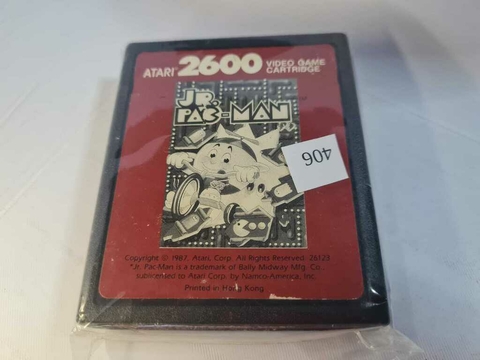 ATARI 2600 VIDEO GAME
CARTRIDGE
JR.
PAC-MAN
406
Copyright © 1987, Atari, Corp. All Rights Reserved. 26123
"Jr. Pac-Man is a trademark of Bally Midway Mfg. Co.,
sublicensed to Atari Corp. by Namco-America, Inc.
Printed in Hong Kong